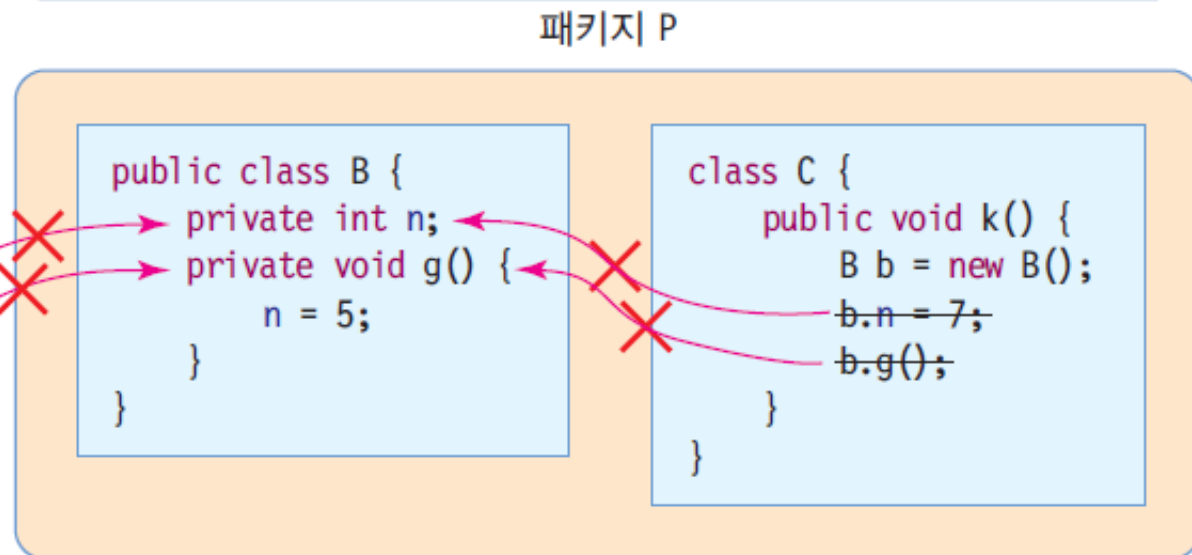 패키지 P
public class B {
private int n;
private void g() {
n = 5;
}
}
class C {
public void k() {
B b = new B();
b.n = 7;
b.g();
}
}